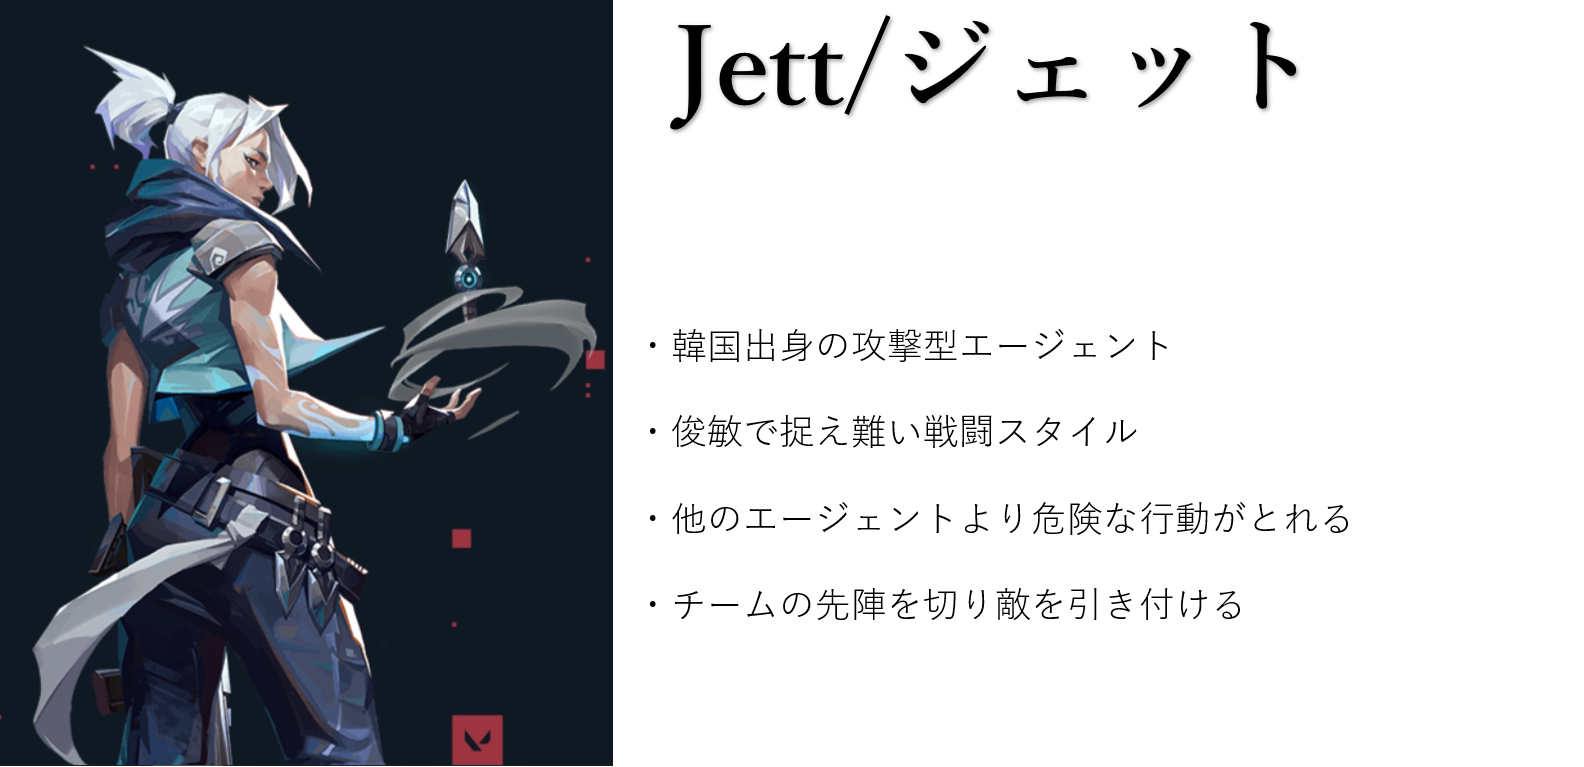 Jett/ジェット
・韓国出身の攻撃型エージェント
・俊敏で捉え難い戦闘スタイル
・他のエージェントより危険な行動がとれる
・チームの先陣を切り敵を引き付ける